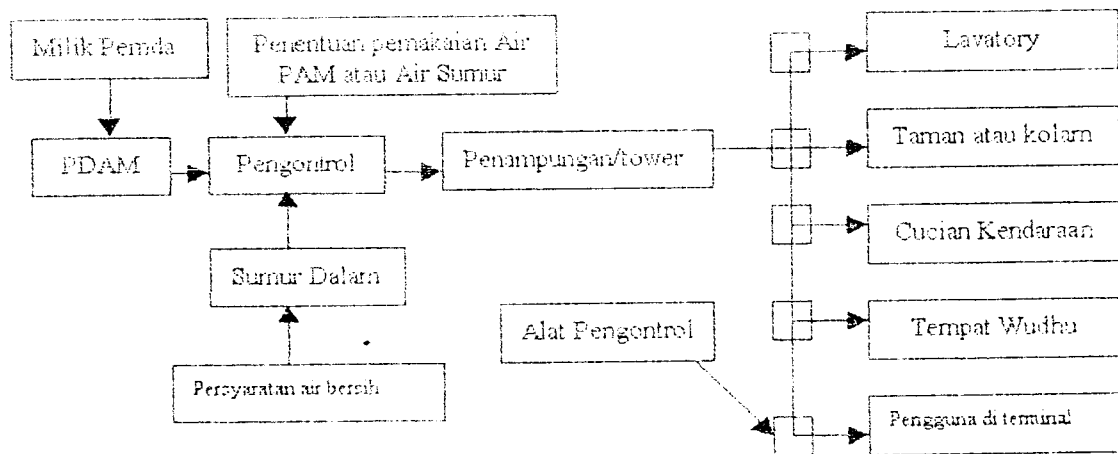 Milik Pemda
Penentuan pemakaian Air
PAM atau Air Sumur
Lavatory
PDAM
Pengontrol
Penampungan/tower
Taman atau kolam
Sumur Dalam
Cucian Kendaraan
Alat Pengontrol
Tempat Wudhu
Persyaratan air bersih
Pengguna di terminal